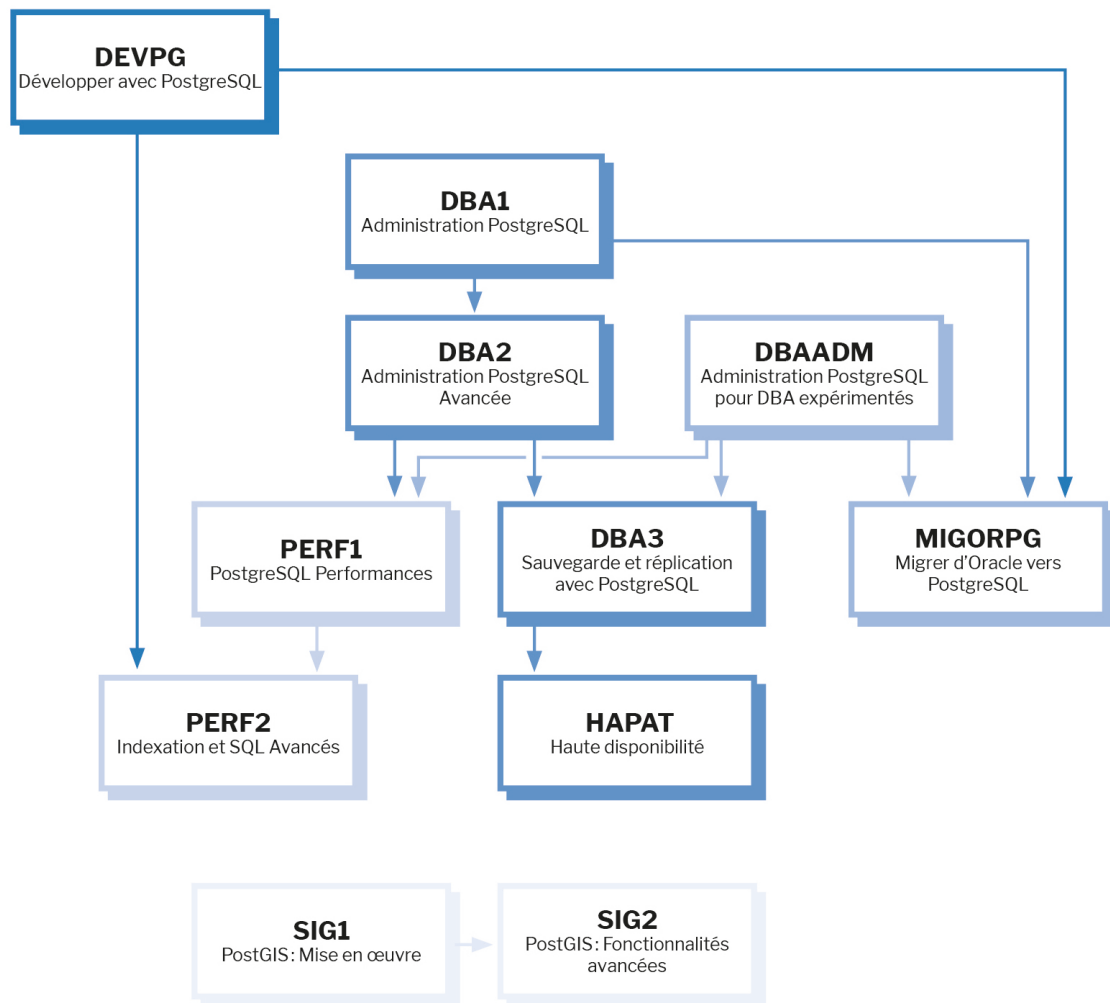 DEVPG
Développer avec PostgreSQL
DBA1
Administration PostgreSQL
DBA2
Administration PostgreSQL
Avancée
DBAADM
Administration PostgreSQL
pour DBA expérimentés
PERF1
PostgreSQL Performances
DBA3
Sauvegarde et réplication
avec PostgreSQL
MIGORPG
Migrer d’Oracle vers
PostgreSQL
PERF2
Indexation et SQL Avancés
HAPAT
Haute disponibilité
SIG1
PostGIS : Mise en œuvre
SIG2
PostGIS : Fonctionnalités
avancées